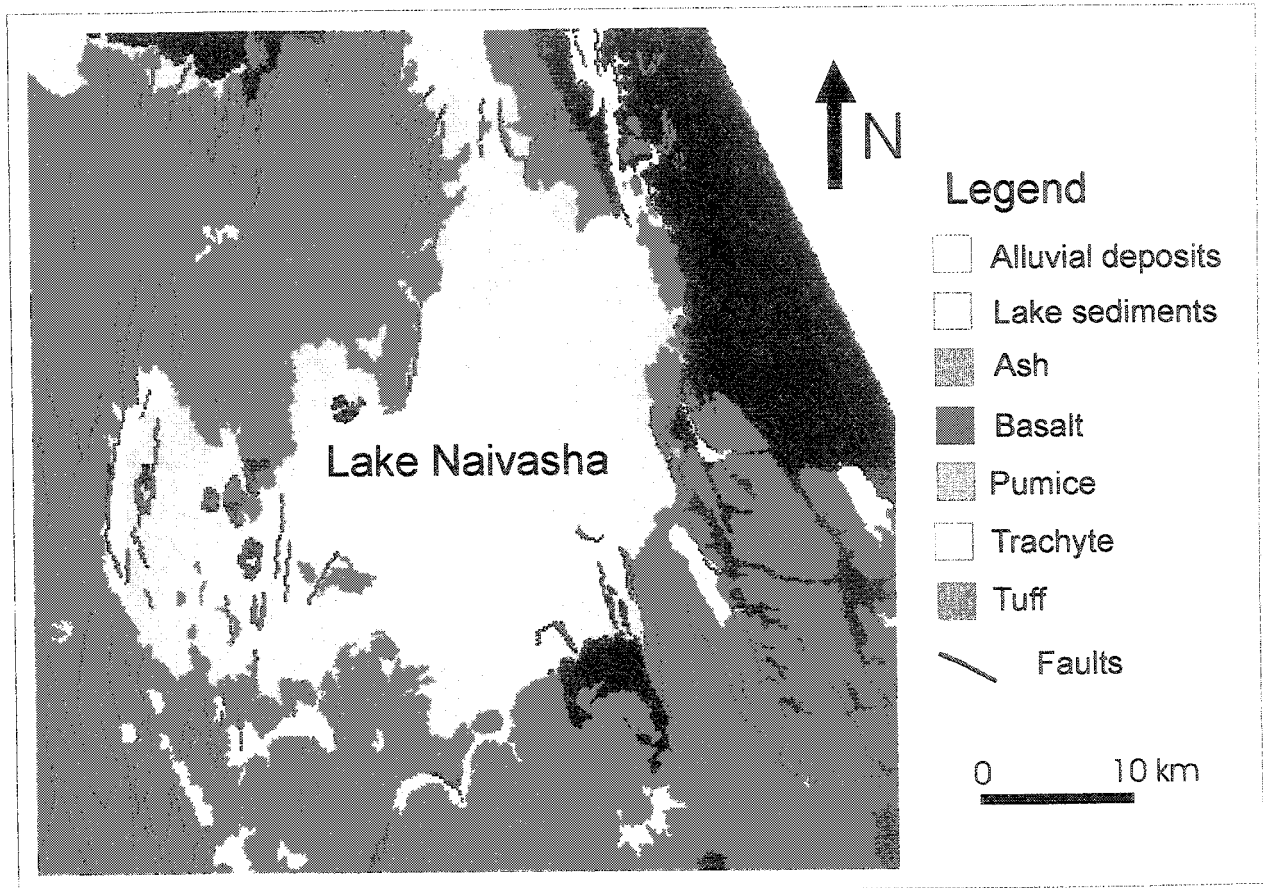 N
Legend
Alluvial deposits
Lake sediments
Ash
Basalt
Pumice
Trachyte
Tuff
Faults
Lake Naivasha
0 10 km